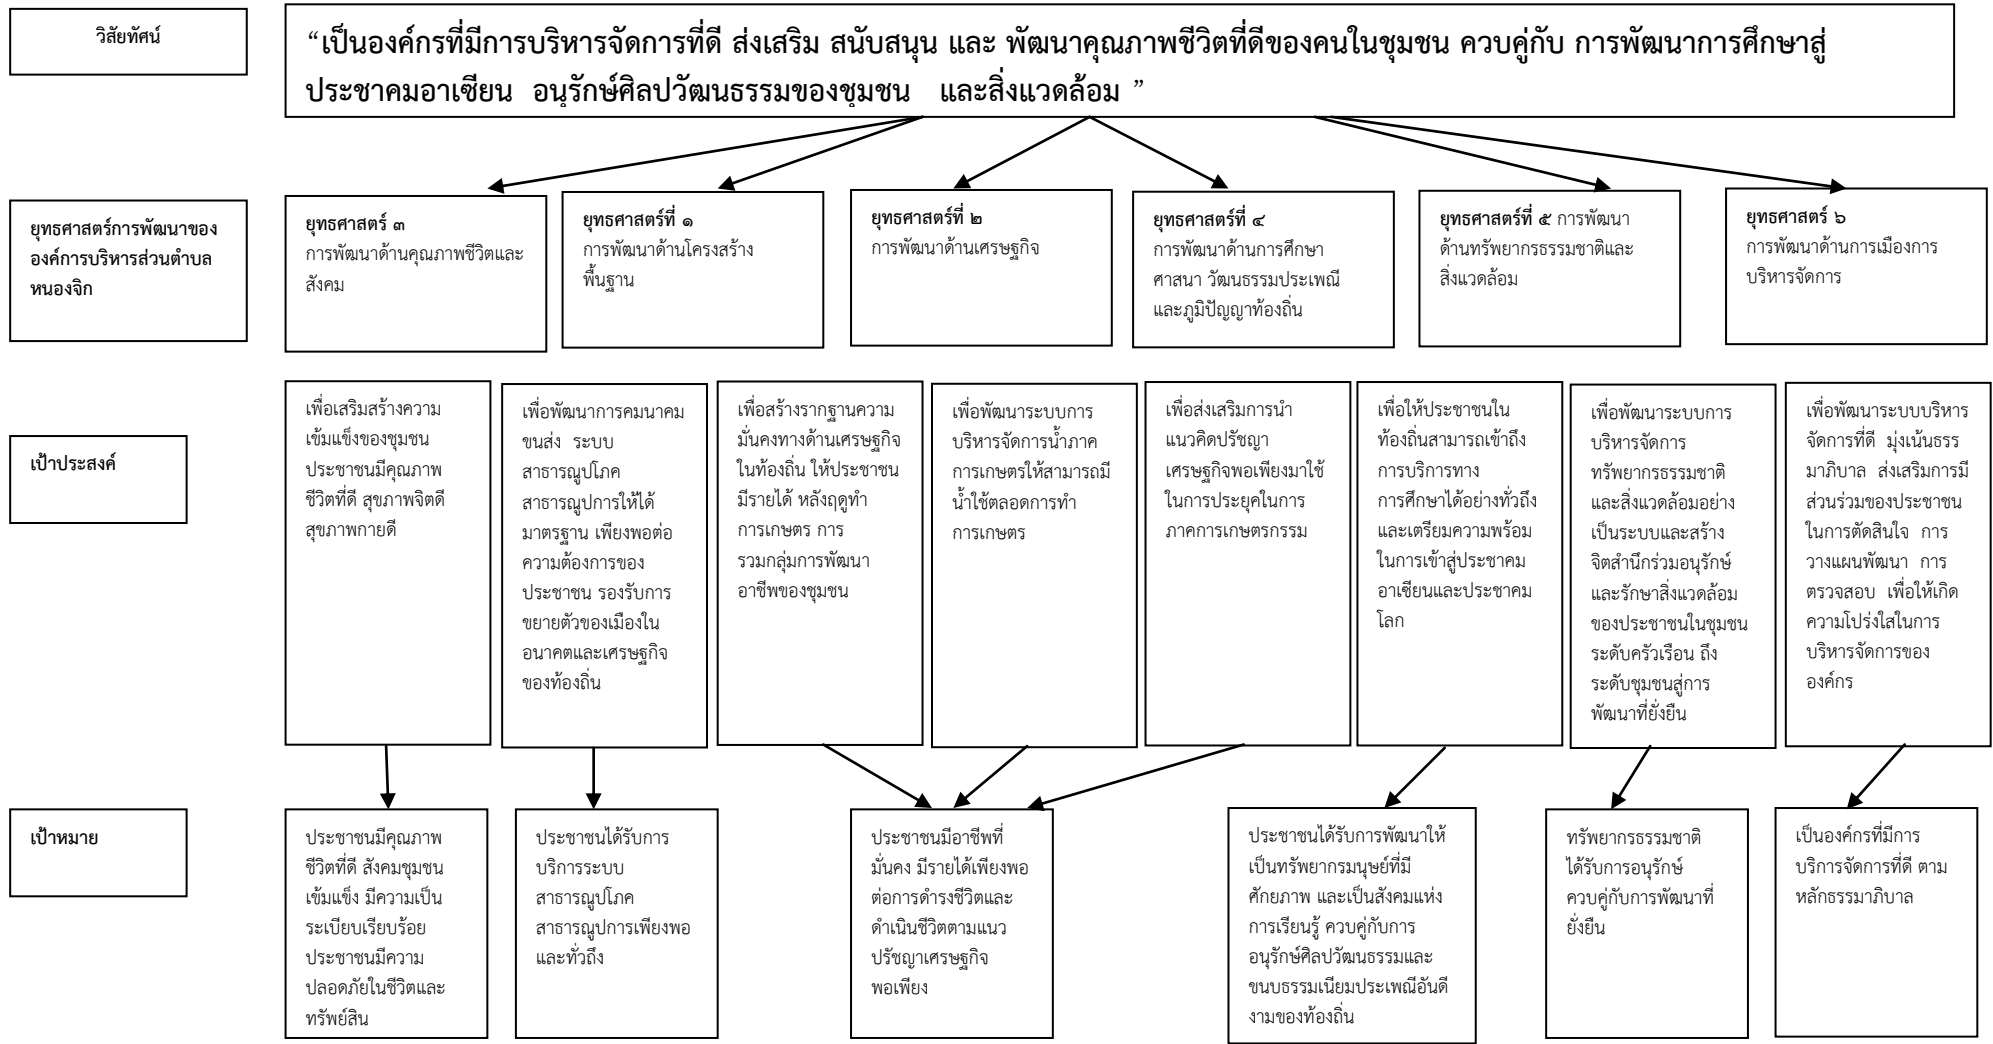 วิสัยทัศน์
“เป็นองค์กรที่มีการบริหารจัดการที่ดี ส่งเสริม สนับสนุน และ พัฒนาคุณภาพชีวิตที่ดีของคนในชุมชน ควบคู่กับ การพัฒนาการศึกษาสู่
ประชาคมอาเซียน อนุรักษ์ศิลปวัฒนธรรมของชุมชน และสิ่งแวดล้อม ”
ยุทธศาสตร์การพัฒนาของ
องค์การบริหารส่วนตำบล
หนองจิก
ยุทธศาสตร์ ๓
การพัฒนาด้านคุณภาพชีวิตและ
สังคม
ยุทธศาสตร์ที่ ๑
การพัฒนาด้านโครงสร้าง
พื้นฐาน
ยุทธศาสตร์ที่ ๒
การพัฒนาด้านเศรษฐกิจ
ยุทธศาสตร์ที่ ๔
การพัฒนาด้านการศึกษา
ศาสนา วัฒนธรรมประเพณี
และภูมิปัญญาท้องถิ่น
ยุทธศาสตร์ที่ ๕ การพัฒนา
ด้านทรัพยากรธรรมชาติและ
สิ่งแวดล้อม
ยุทธศาสตร์ ๖
การพัฒนาด้านการเมืองการ
บริหารจัดการ
เป้าประสงค์
เพื่อเสริมสร้างความ
เข้มแข็งของชุมชน
ประชาชนมีคุณภาพ
ชีวิตที่ดี สุขภาพจิตดี
สุขภาพกายดี
เพื่อพัฒนาการคมนาคม
ขนส่ง ระบบ
สาธารณูปโภค
สาธารณูปการให้ได้
มาตรฐาน เพียงพอต่อ
ความต้องการของ
ประชาชน รองรับการ
ขยายตัวของเมืองใน
อนาคตและเศรษฐกิจ
ของท้องถิ่น
เพื่อสร้างรากฐานความ
มั่นคงทางด้านเศรษฐกิจ
ในท้องถิ่น ให้ประชาชน
มีรายได้ หลังฤดูทำ
การเกษตร การ
รวมกลุ่มการพัฒนา
อาชีพของชุมชน
เพื่อพัฒนาระบบการ
บริหารจัดการน้ำภาค
การเกษตรให้สามารถมี
น้ำใช้ตลอดการทำ
การเกษตร
เพื่อส่งเสริมการนำ
แนวคิดปรัชญา
เศรษฐกิจพอเพียงมาใช้
ในการประยุคในการ
ภาคการเกษตรกรรม
เพื่อให้ประชาชนใน
ท้องถิ่นสามารถเข้าถึง
การบริการทาง
การศึกษาได้อย่างทั่วถึง
และเตรียมความพร้อม
ในการเข้าสู่ประชาคม
อาเซียนและประชาคม
โลก
เพื่อพัฒนาระบบการ
บริหารจัดการ
ทรัพยากรธรรมชาติ
และสิ่งแวดล้อมอย่าง
เป็นระบบและสร้าง
จิตสำนึกร่วมอนุรักษ์
และรักษาสิ่งแวดล้อม
ของประชาชนในชุมชน
ระดับครัวเรือน ถึง
ระดับชุมชนสู่การ
พัฒนาที่ยั่งยืน
เพื่อพัฒนาระบบบริหาร
จัดการที่ดี มุ่งเน้นธรร
มาภิบาล ส่งเสริมการมี
ส่วนร่วมของประชาชน
ในการตัดสินใจ การ
วางแผนพัฒนา การ
ตรวจสอบ เพื่อให้เกิด
ความโปร่งใสในการ
บริหารจัดการของ
องค์กร
เป้าหมาย
ประชาชนมีคุณภาพ
ชีวิตที่ดี สังคมชุมชน
เข้มแข็ง มีความเป็น
ระเบียบเรียบร้อย
ประชาชนมีความ
ปลอดภัยในชีวิตและ
ทรัพย์สิน
ประชาชนได้รับการ
บริการระบบ
สาธารณูปโภค
สาธารณูปการเพียงพอ
และทั่วถึง
ประชาชนมีอาชีพที่
มั่นคง มีรายได้เพียงพอ
ต่อการดำรงชีวิตและ
ดำเนินชีวิตตามแนว
ปรัชญาเศรษฐกิจ
พอเพียง
ประชาชนได้รับการพัฒนาให้
เป็นทรัพยากรมนุษย์ที่มี
ศักยภาพ และเป็นสังคมแห่ง
การเรียนรู้ ควบคู่กับการ
อนุรักษ์ศิลปวัฒนธรรมและ
ขนบธรรมเนียมประเพณีอันดี
งามของท้องถิ่น
ทรัพยากรธรรมชาติ
ได้รับการอนุรักษ์
ควบคู่กับการพัฒนาที่
ยั่งยืน
เป็นองค์กรที่มีการ
บริการจัดการที่ดี ตาม
หลักธรรมาภิบาล